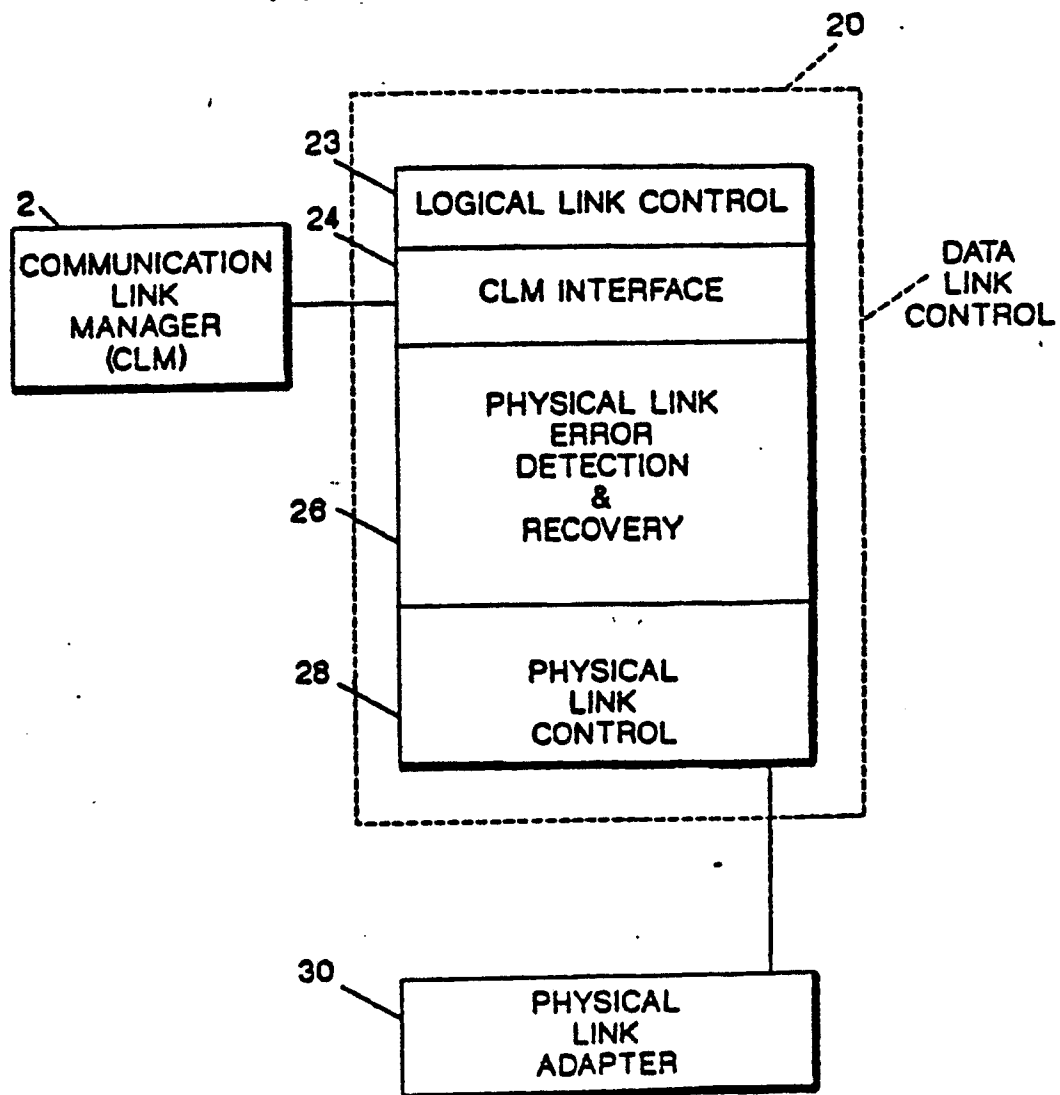 20
23
LOGICAL LINK CONTROL
2
24
COMMUNICATION
LINK
MANAGER
(CLM)
CLM INTERFACE
DATA
LINK
CONTROL
PHYSICAL LINK
ERROR
DETECTION
&
RECOVERY
26
28
PHYSICAL
LINK
CONTROL
30
PHYSICAL
LINK
ADAPTER